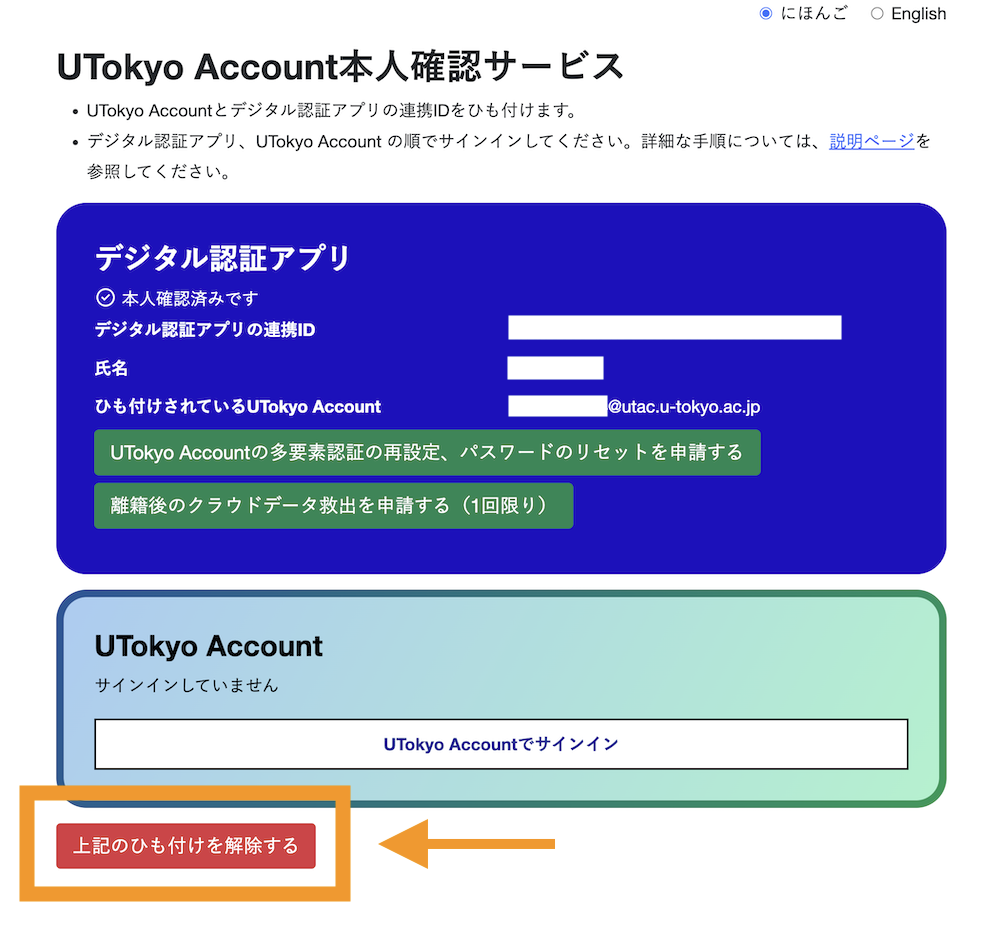 にほんご English
UTokyo Account本人確認サービス
• UTokyo Accountとデジタル認証アプリの連携IDをひも付けます。
• デジタル認証アプリ、UTokyo Account の順でサインインしてください。詳細な手順については、説明ページを
参照してください。
デジタル認証アプリ
本人確認済みです
デジタル認証アプリの連携ID
氏名
ひも付けされているUTokyo Account @utac.u-tokyo.ac.jp
UTokyo Accountの多要素認証の再設定、パスワードのリセットを申請する
離籍後のクラウドデータ救出を申請する（1回限り）
UTokyo Account
サインインしていません
UTokyo Accountでサインイン
上記のひも付けを解除する